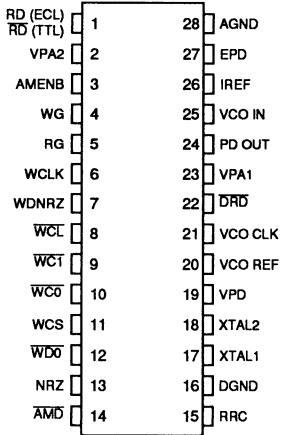 RD (ECL)
RD (TTL) 1 28 AGND
VPA2 2 27 EPD
AMENB 3 26 IREF
WG 4 25 VCO IN
RG 5 24 PD OUT
WCLK 6 23 VPA1
WDNRZ 7 22 DRD
WCL 8 21 VCO CLK
WC1 9 20 VCO REF
WC0 10 19 VPD
WCS 11 18 XTAL2
WD0 12 17 XTAL1
NRZ 13 16 DGND
AMD 14 15 RRC